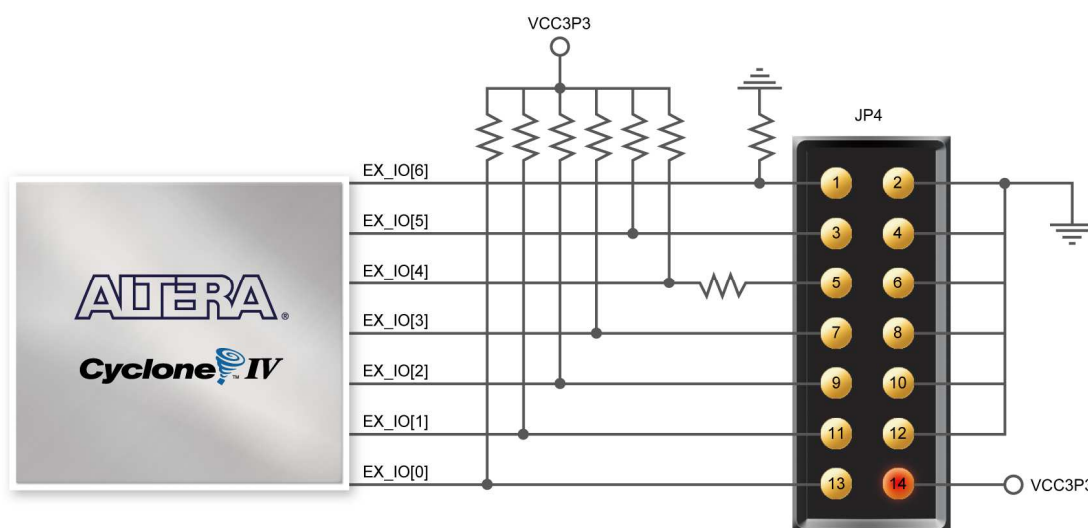 VCC3P3
JP4
EX_IO[6]
1 2
EX_IO[5]
3 4
EX_IO[4]
5 6
EX_IO[3]
7 8
EX_IO[2]
9 10
EX_IO[1]
11 12
EX_IO[0]
13 14
VCC3P3
ALTERA®
Cyclone™ IV